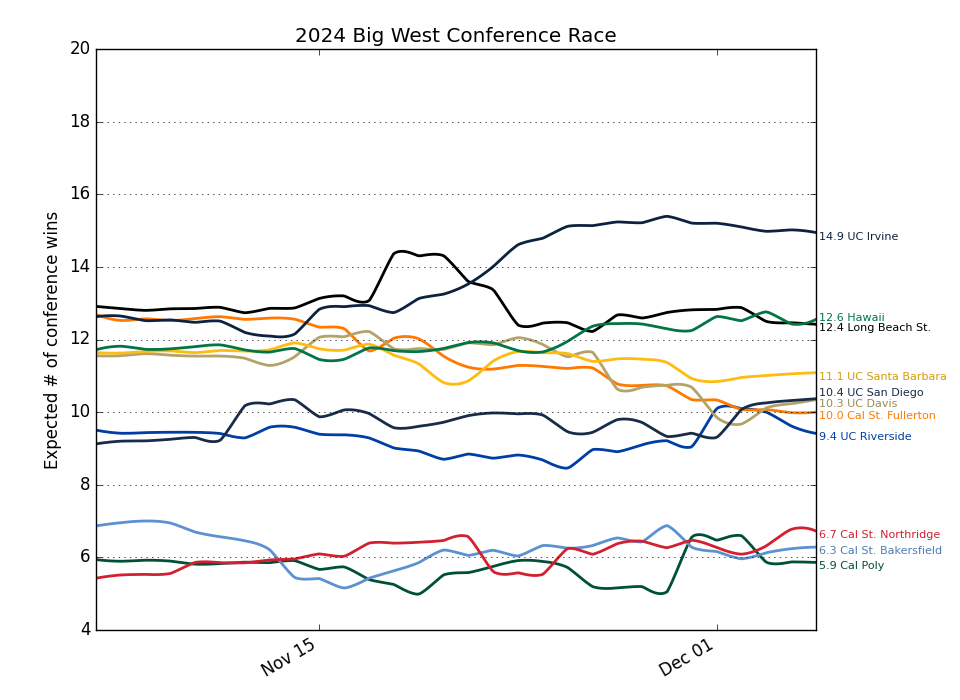 2024 Big West Conference Race
Expected # of conference wins
20
18
16
14
12
10
8
6
4
Nov 15
Dec 01
14.9 UC Irvine
12.6 Hawaii
12.4 Long Beach St.
11.1 UC Santa Barbara
10.4 UC San Diego
10.3 UC Davis
10.0 Cal St. Fullerton
9.4 UC Riverside
6.7 Cal St. Northridge
6.3 Cal St. Bakersfield
5.9 Cal Poly